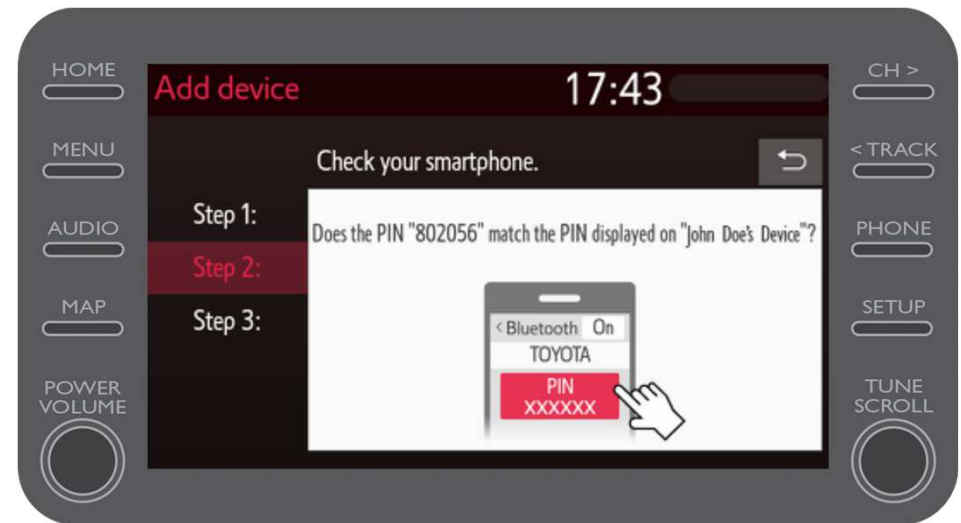 HOME
MENU
AUDIO
MAP
POWER
VOLUME
Add device
17:43
Check your smartphone.
Step 1:
Step 2:
Step 3:
Does the PIN "802056" match the PIN displayed on "John Doe's Device"?
< Bluetooth On
TOYOTA
PIN
XXXXXX
CH >
< TRACK
PHONE
SETUP
TUNE
SCROLL